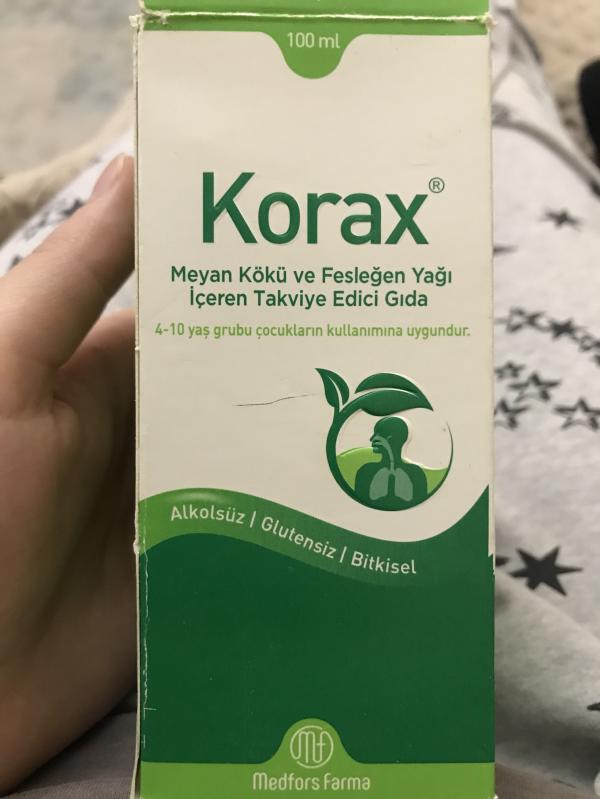 100 ml
Korax®
Meyan Kökü ve Fesleğen Yağı
İçeren Takviye Edici Gıda
4-10 yaş grubu çocukların kullanımına uygundur.
Alkolsüz / Glutensiz / Bitkisel
mf
Medfors Farma